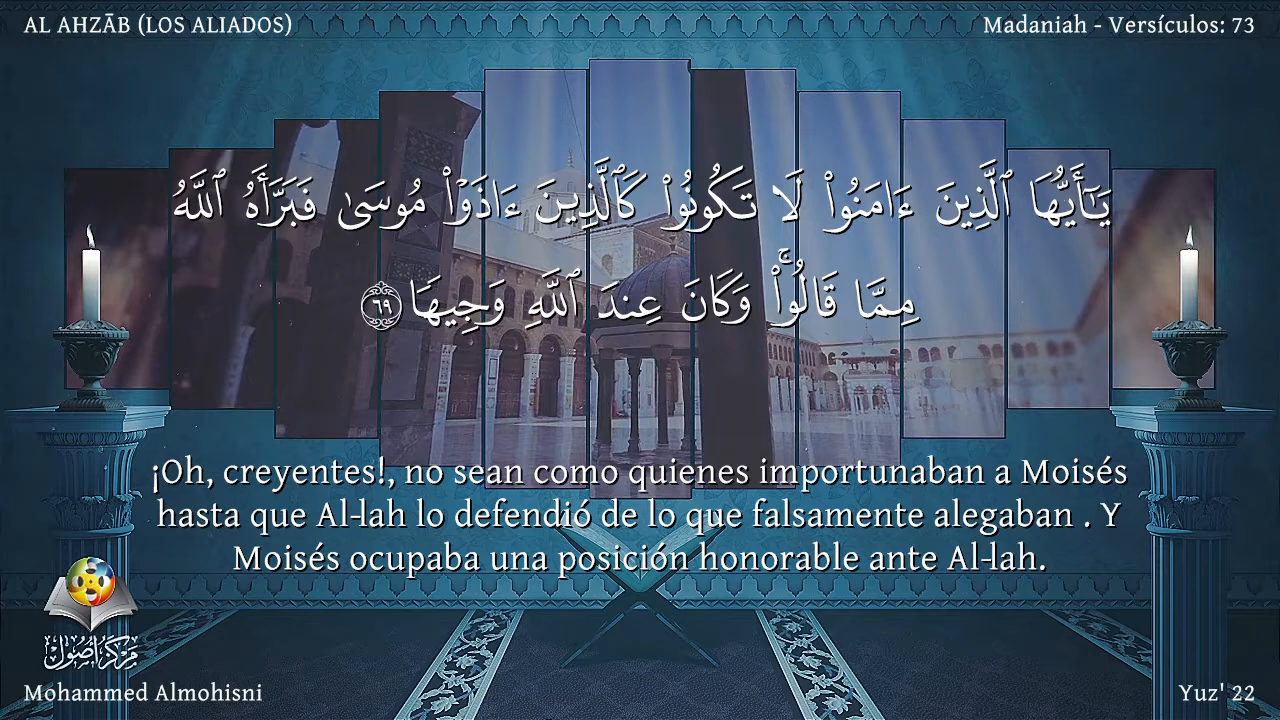 AL AHZĀB (LOS ALIADOS)
Madaniah - Versículos: 73
يَـٰٓأَيُّهَا ٱلَّذِينَ ءَامَنُوا۟ لَا تَكُونُوا۟ كَٱلَّذِينَ ءَاذَوْا۟ مُوسَىٰ فَبَرَّأَهُ ٱللَّهُ
مِمَّا قَالُوا۟ ۚ وَكَانَ عِندَ ٱللَّهِ وَجِيهًا ٦٩
¡Oh, creyentes!, no sean como quienes importunaban a Moisés
hasta que Al-lah lo defendió de lo que falsamente alegaban . Y
Moisés ocupaba una posición honorable ante Al-lah.
مركز أصول
Mohammed Almohisni
Yuz' 22